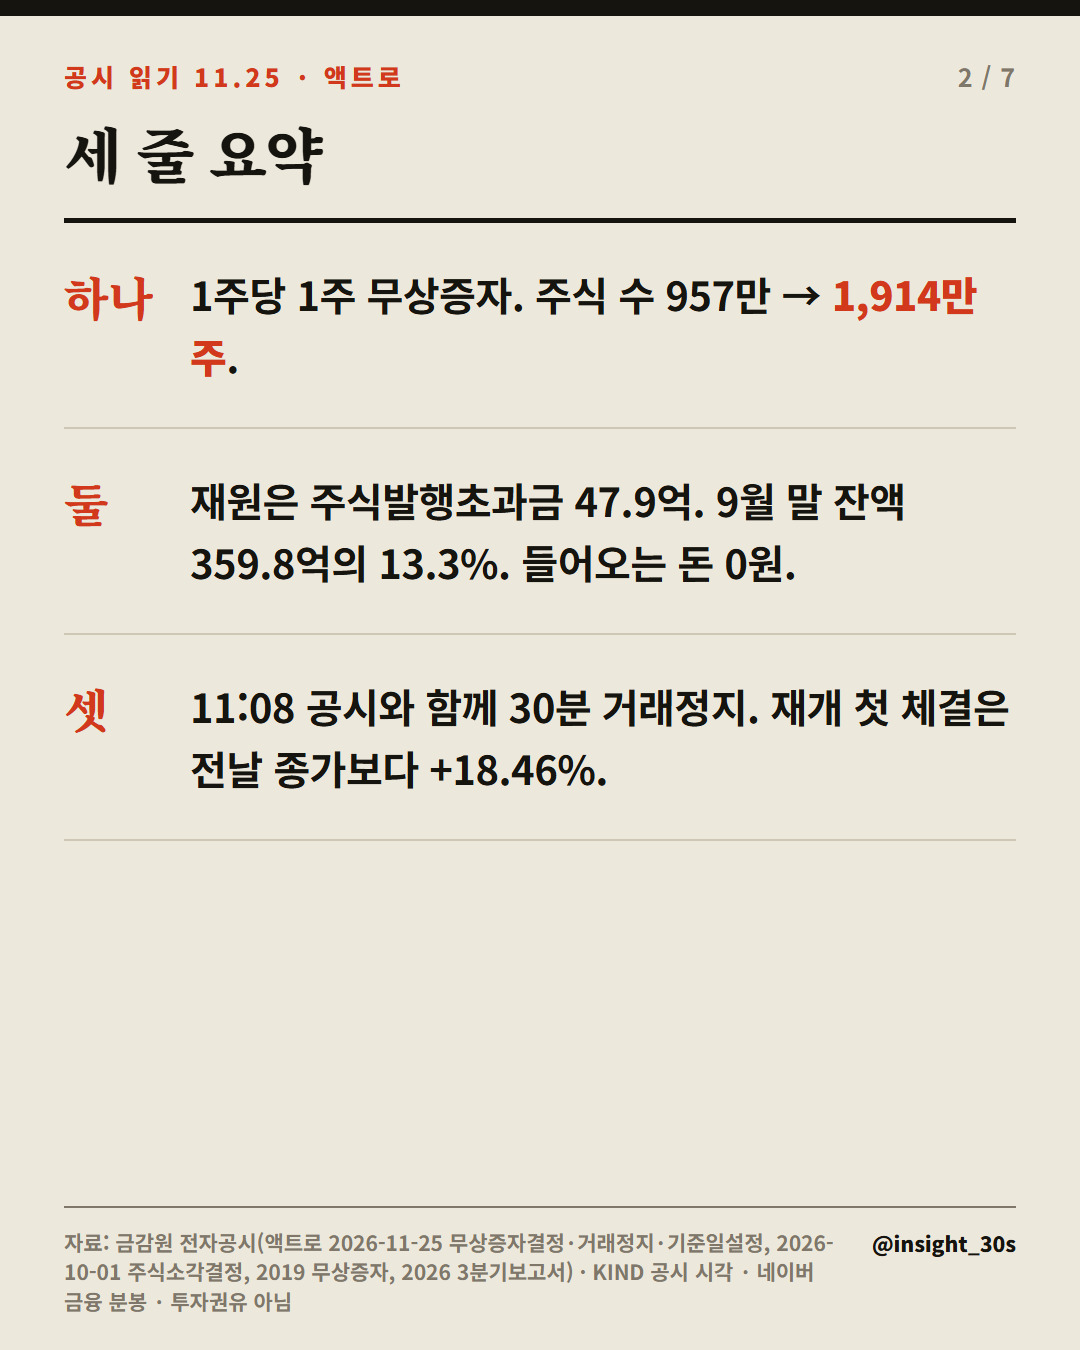 공시 읽기 11.25 · 액트로
2 / 7
세 줄 요약
하나
1주당 1주 무상증자. 주식 수 957만 → 1,914만
주.
둘
재원은 주식발행초과금 47.9억. 9월 말 잔액
359.8억의 13.3%. 들어오는 돈 0원.
셋
11:08 공시와 함께 30분 거래정지. 재개 첫 체결은
전날 종가보다 +18.46%.
자료: 금감원 전자공시(액트로 2026-11-25 무상증자결정·거래정지·기준일설정, 2026-
10-01 주식소각결정, 2019 무상증자, 2026 3분기보고서) · KIND 공시 시각 · 네이버
금융 분봉 · 투자권유 아님
@insight_30s